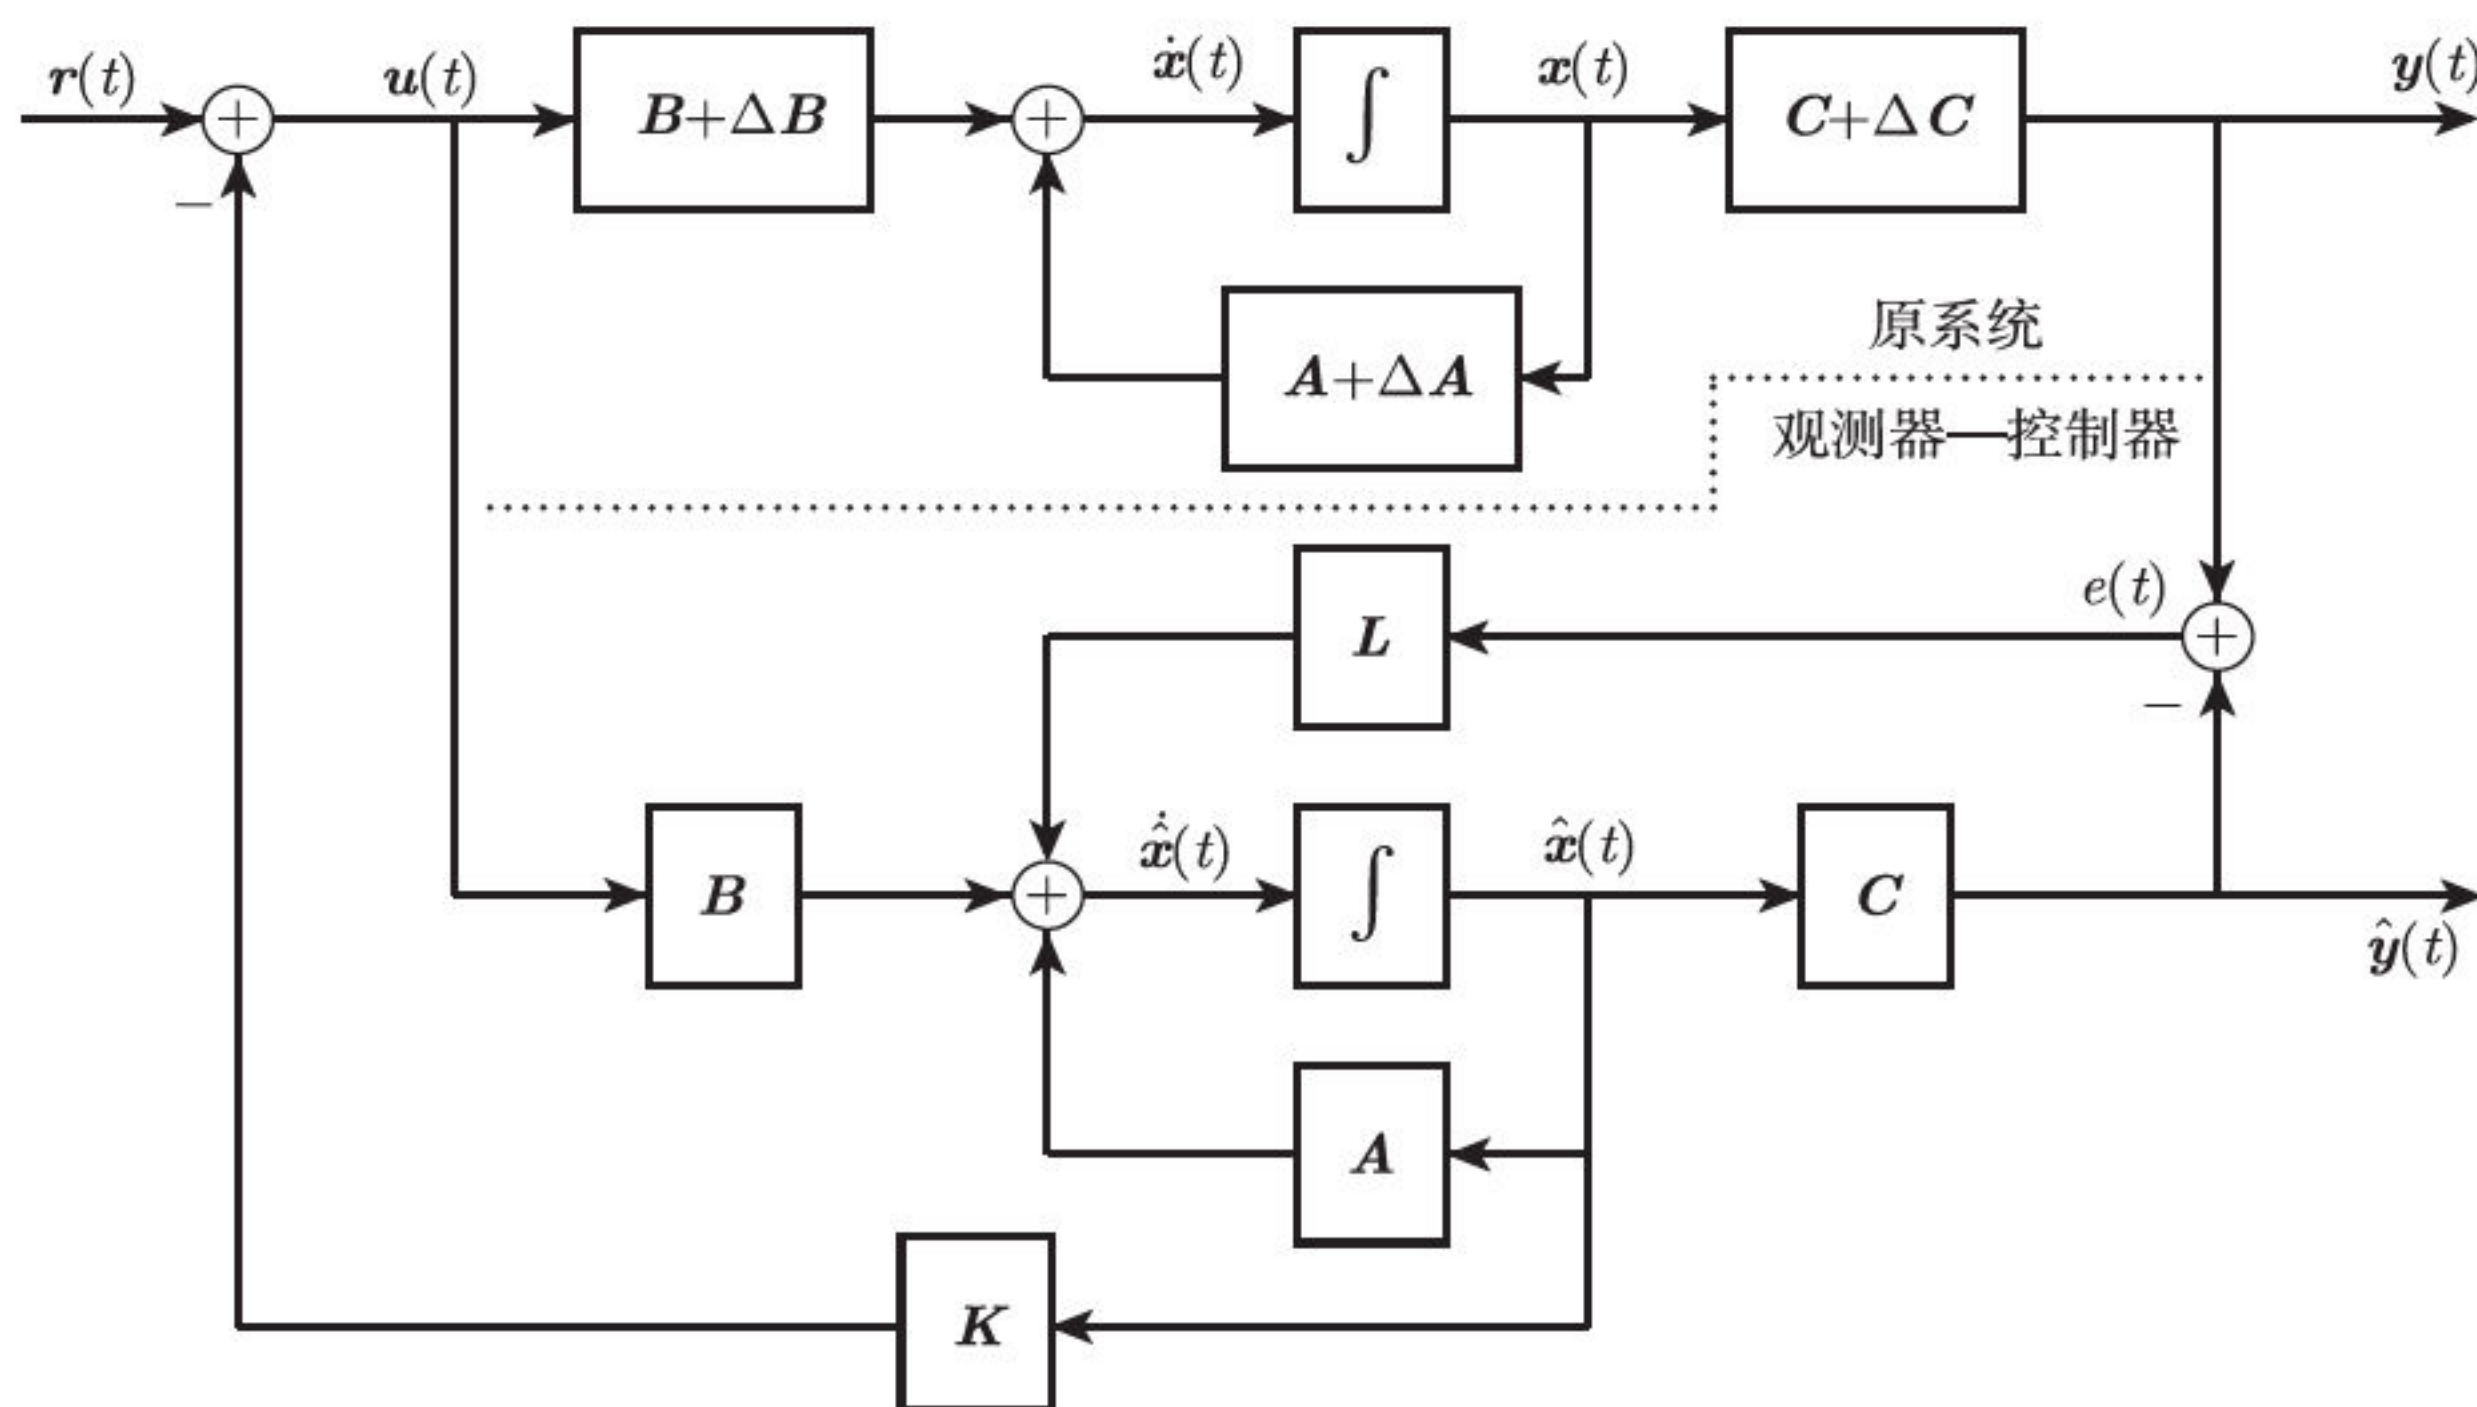 r(t)
u(t)
B+ΔB
ẋ(t)
∫
x(t)
C+ΔC
y(t)
−
A+ΔA
原系统
观测器—控制器
L
e(t)
−
B
x̂̇(t)
∫
x̂(t)
C
ŷ(t)
A
K